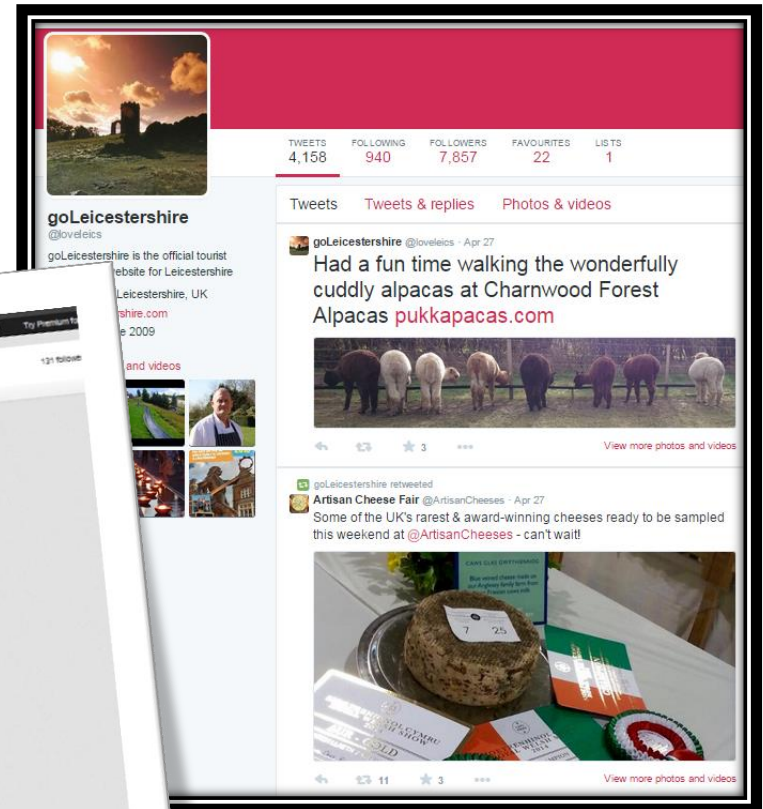 TWEETS FOLLOWING FOLLOWERS FAVOURITES LISTS
4,158 940 7,857 22 1
goLeicestershire
@loveleics
goLeicestershire is the official tourist
website for Leicestershire
Leicestershire, UK
shire.com
2009
and videos
Try Premium for
131 followe
Tweets Tweets & replies Photos & videos
goLeicestershire @loveleics · Apr 27
Had a fun time walking the wonderfully
cuddly alpacas at Charnwood Forest
Alpacas pukkapacas.com
3
View more photos and videos
goLeicestershire retweeted
Artisan Cheese Fair @ArtisanCheeses · Apr 27
Some of the UK's rarest & award-winning cheeses ready to be sampled
this weekend at @ArtisanCheeses - can't wait!
7 25
GOLD
11 3
View more photos and videos